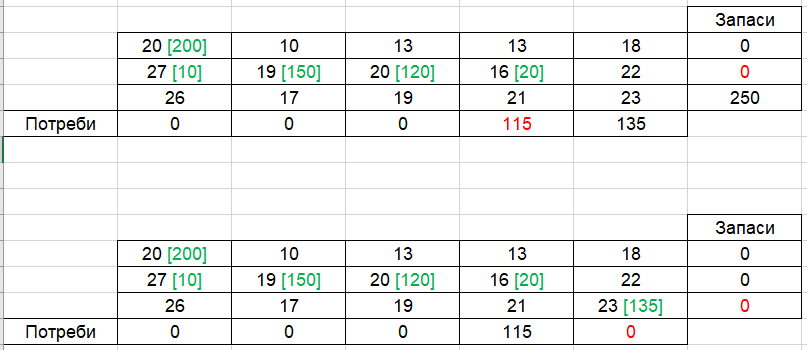 Запаси
20 [200] 10 13 13 18 0
27 [10] 19 [150] 20 [120] 16 [20] 22 0
26 17 19 21 23 250
Потреби 0 0 0 115 135
Запаси
20 [200] 10 13 13 18 0
27 [10] 19 [150] 20 [120] 16 [20] 22 0
26 17 19 21 23 [135] 0
Потреби 0 0 0 115 0